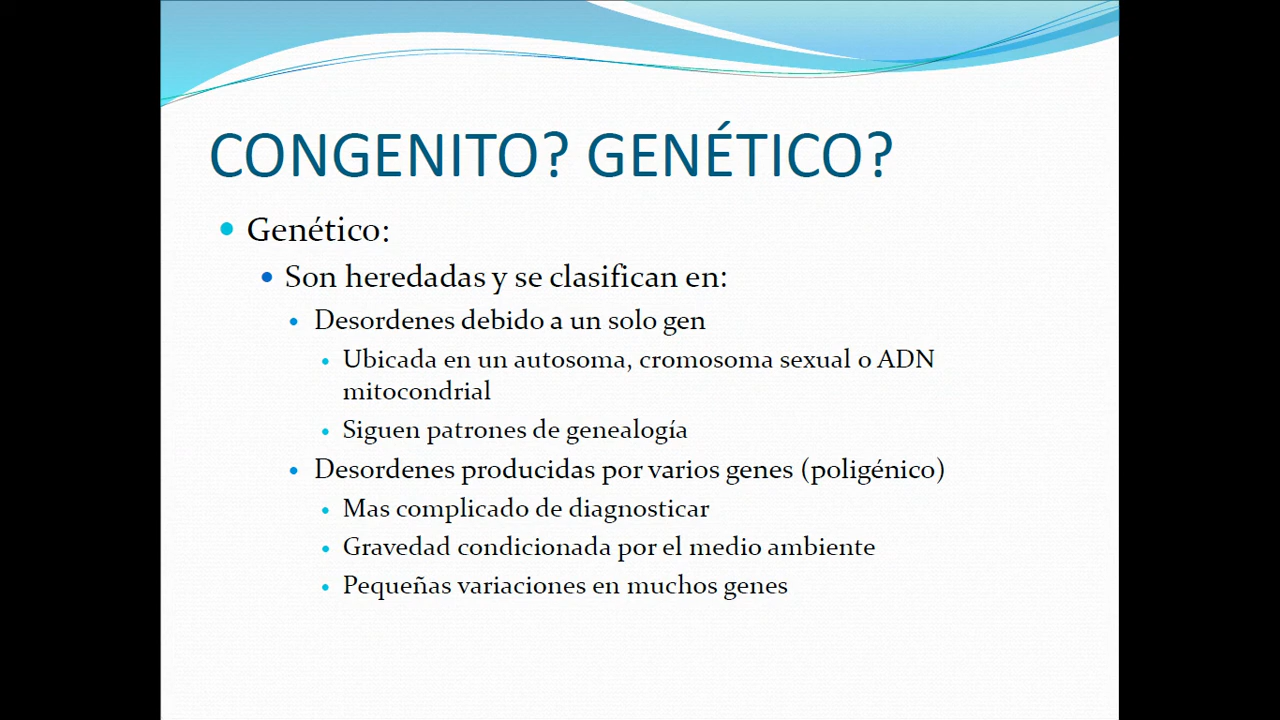 CONGENITO? GENÉTICO?
Genético:
Son heredadas y se clasifican en:
Desordenes debido a un solo gen
Ubicada en un autosoma, cromosoma sexual o ADN
mitocondrial
Siguen patrones de genealogía
Desordenes producidas por varios genes (poligénico)
Mas complicado de diagnosticar
Gravedad condicionada por el medio ambiente
Pequeñas variaciones en muchos genes